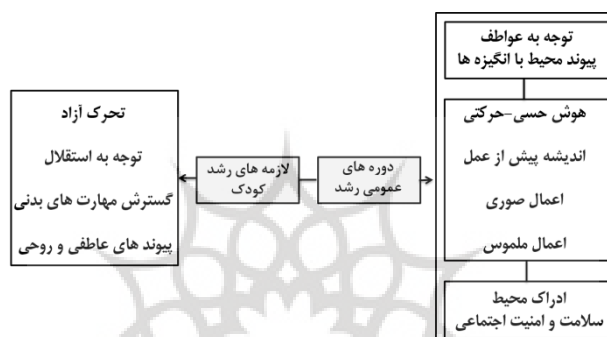 توجه به عواطف
پیوند محیط با انگیزه ها
هوش حسی-حرکتی
اندیشه پیش از عمل
اعمال صوری
اعمال ملموس
ادراک محیط
سلامت و امنیت اجتماعی
دوره های
عمومی رشد
لازمه های رشد
کودک
تحرک آزاد
توجه به استقلال
گسترش مهارت های بدنی
پیوند های عاطفی و روحی